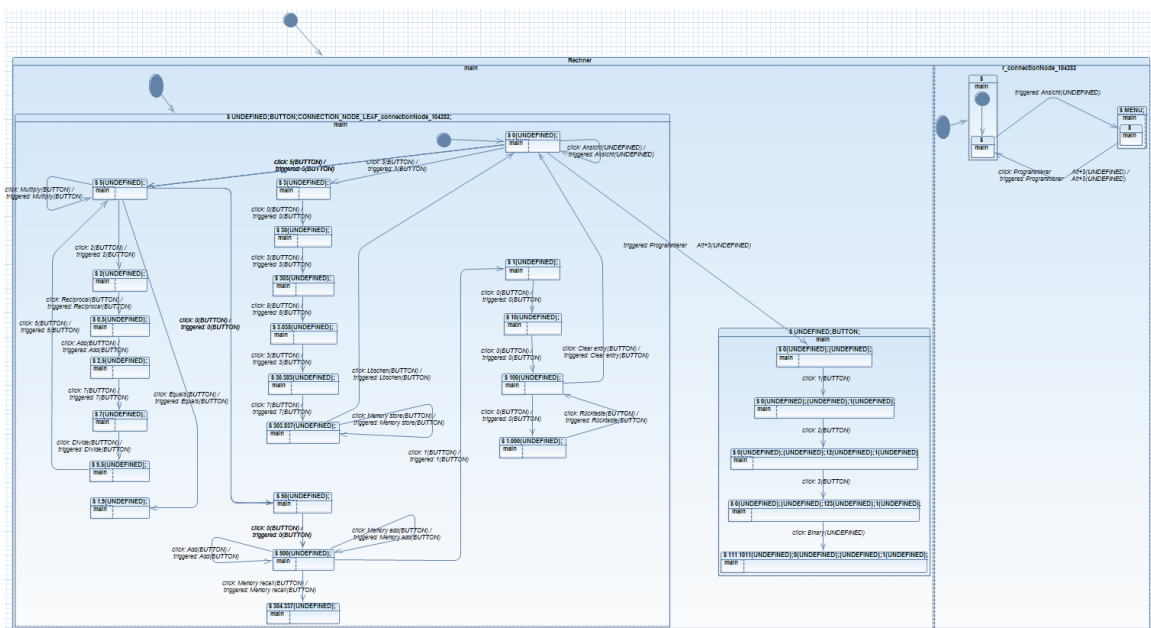 Rechner
main
r_connectionNode_104282
$
main
$
main
triggered: Ansicht(UNDEFINED)
$ MENU;
main
$
main
click: Programmierer Alt+3(UNDEFINED) /
triggered: Programmierer Alt+3(UNDEFINED)
$ UNDEFINED;BUTTON;CONNECTION_NODE_LEAF_connectionNode_104282;
main
$ 0(UNDEFINED);
main
click: Ansicht(UNDEFINED) /
triggered: Ansicht(UNDEFINED)
click: 5(BUTTON) /
triggered: 5(BUTTON)
click: 3(BUTTON) /
triggered: 3(BUTTON)
click: Multiply(BUTTON) /
triggered: Multiply(BUTTON)
$ 5(UNDEFINED);
main
$ 3(UNDEFINED);
main
click: 0(BUTTON) /
triggered: 0(BUTTON)
$ 30(UNDEFINED);
main
click: 2(BUTTON) /
triggered: 2(BUTTON)
click: 3(BUTTON) /
triggered: 3(BUTTON)
triggered: Programmierer Alt+3(UNDEFINED)
$ 2(UNDEFINED);
main
$ 303(UNDEFINED);
main
$ 1(UNDEFINED);
main
click: Reciprocal(BUTTON) /
triggered: Reciprocal(BUTTON)
click: 8(BUTTON) /
triggered: 8(BUTTON)
click: 0(BUTTON) /
triggered: 0(BUTTON)
click: 5(BUTTON) /
triggered: 5(BUTTON)
$ 0,5(UNDEFINED);
main
click: 0(BUTTON) /
triggered: 0(BUTTON)
$ 3.038(UNDEFINED);
main
$ 10(UNDEFINED);
main
click: Add(BUTTON) /
triggered: Add(BUTTON)
click: 3(BUTTON) /
triggered: 3(BUTTON)
click: 0(BUTTON) /
triggered: 0(BUTTON)
click: Clear entry(BUTTON) /
triggered: Clear entry(BUTTON)
$ 2,5(UNDEFINED);
main
$ 30.383(UNDEFINED);
main
click: Löschen(BUTTON) /
triggered: Löschen(BUTTON)
$ 100(UNDEFINED);
main
click: 7(BUTTON) /
triggered: 7(BUTTON)
click: Equals(BUTTON) /
triggered: Equals(BUTTON)
click: 7(BUTTON) /
triggered: 7(BUTTON)
$ 7(UNDEFINED);
main
$ 303.837(UNDEFINED);
main
click: Memory store(BUTTON) /
triggered: Memory store(BUTTON)
click: 0(BUTTON) /
triggered: 0(BUTTON)
click: Rücktaste(BUTTON) /
triggered: Rücktaste(BUTTON)
click: Divide(BUTTON) /
triggered: Divide(BUTTON)
click: 1(BUTTON) /
triggered: 1(BUTTON)
$ 1.000(UNDEFINED);
main
main
$ 1,5(UNDEFINED);
main
$ 50(UNDEFINED);
main
click: 0(BUTTON) /
triggered: 0(BUTTON)
click: Memory add(BUTTON) /
triggered: Memory add(BUTTON)
click: Add(BUTTON) /
triggered: Add(BUTTON)
$ 500(UNDEFINED);
main
click: Memory recall(BUTTON) /
triggered: Memory recall(BUTTON)
$ 304.337(UNDEFINED);
main
$ UNDEFINED;BUTTON;
main
$ 0(UNDEFINED);(UNDEFINED);
main
click: 1(BUTTON)
$ 0(UNDEFINED);(UNDEFINED);1(UNDEFINED);
main
click: 2(BUTTON)
$ 0(UNDEFINED);(UNDEFINED);12(UNDEFINED);1(UNDEFINED);
main
click: 3(BUTTON)
$ 0(UNDEFINED);(UNDEFINED);123(UNDEFINED);1(UNDEFINED);
main
click: Binary(UNDEFINED)
$ 111 1011(UNDEFINED);0(UNDEFINED);(UNDEFINED);1(UNDEFINED);
main